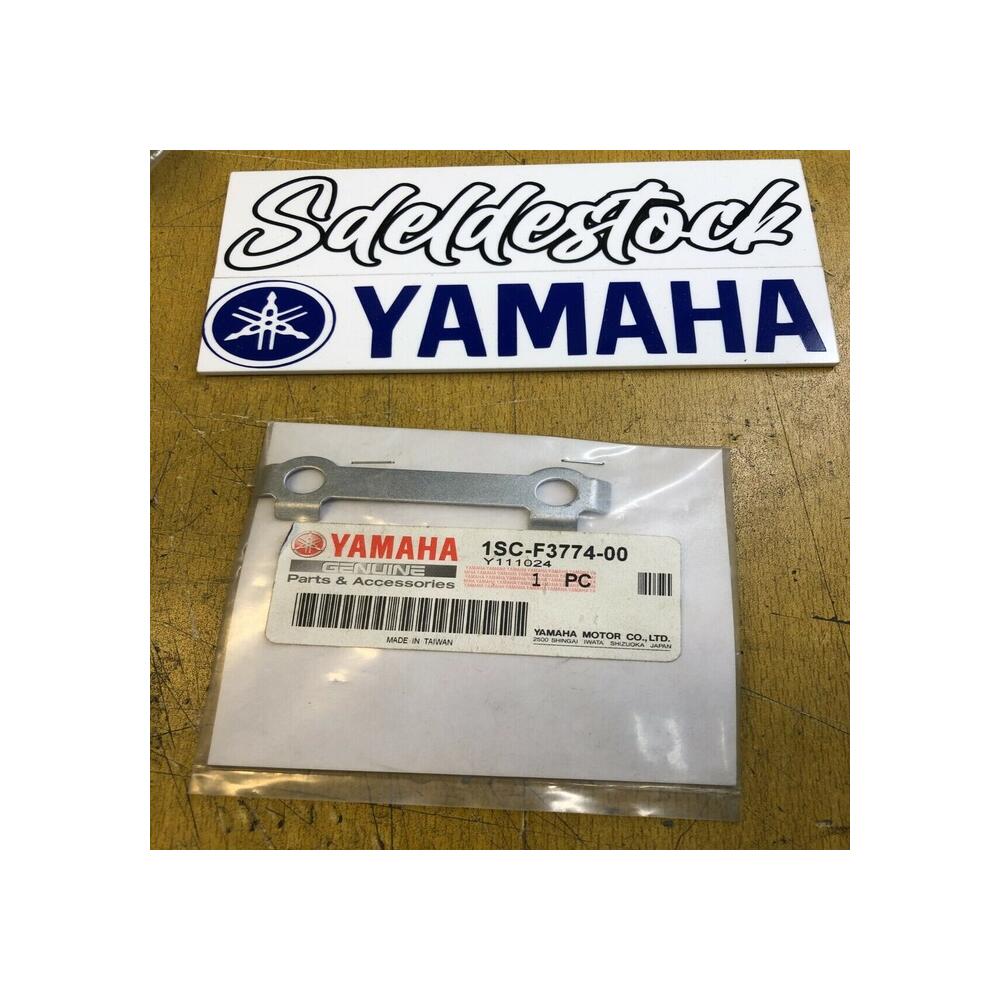 Sdeldestock
YAMAHA
YAMAHA 1SC-F3774-00
GENUINE Y111024
Parts & Accessories 1 PC
MADE IN TAIWAN
YAMAHA MOTOR CO.,LTD.
2500 SHINGAI IWATA SHIZUOKA JAPAN